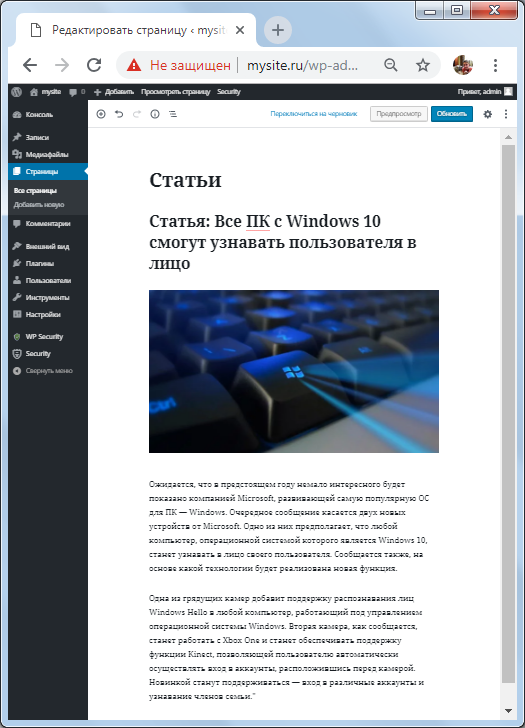 Редактировать страницу ‹ mysit
Не защищен | mysite.ru/wp-ad...
mysite 0 Добавить Просмотреть страницу Security Привет, admin
Консоль
Записи
Медиафайлы
Страницы
Все страницы
Добавить новую
Комментарии
Внешний вид
Плагины
Пользователи
Инструменты
Настройки
WP Security
Security
Свернуть меню
Переключиться на черновик Предпросмотр Обновить
Статьи
Статья: Все ПК с Windows 10
смогут узнавать пользователя в
лицо
Ctrl
Ожидается, что в предстоящем году немало интересного будет
показано компанией Microsoft, развивающей самую популярную ОС
для ПК — Windows. Очередное сообщение касается двух новых
устройств от Microsoft. Одно из них предполагает, что любой
компьютер, операционной системой которого является Windows 10,
станет узнавать в лицо своего пользователя. Сообщается также, на
основе какой технологии будет реализована новая функция.
Одна из грядущих камер добавит поддержку распознавания лиц
Windows Hello в любой компьютер, работающий под управлением
операционной системы Windows. Вторая камера, как сообщается,
станет работать с Xbox One и станет обеспечивать поддержку
функции Kinect, позволяющей пользователю автоматически
осуществлять вход в аккаунты, расположившись перед камерой.
Новинкой станут поддерживаться — вход в различные аккаунты и
узнавание членов семьи."